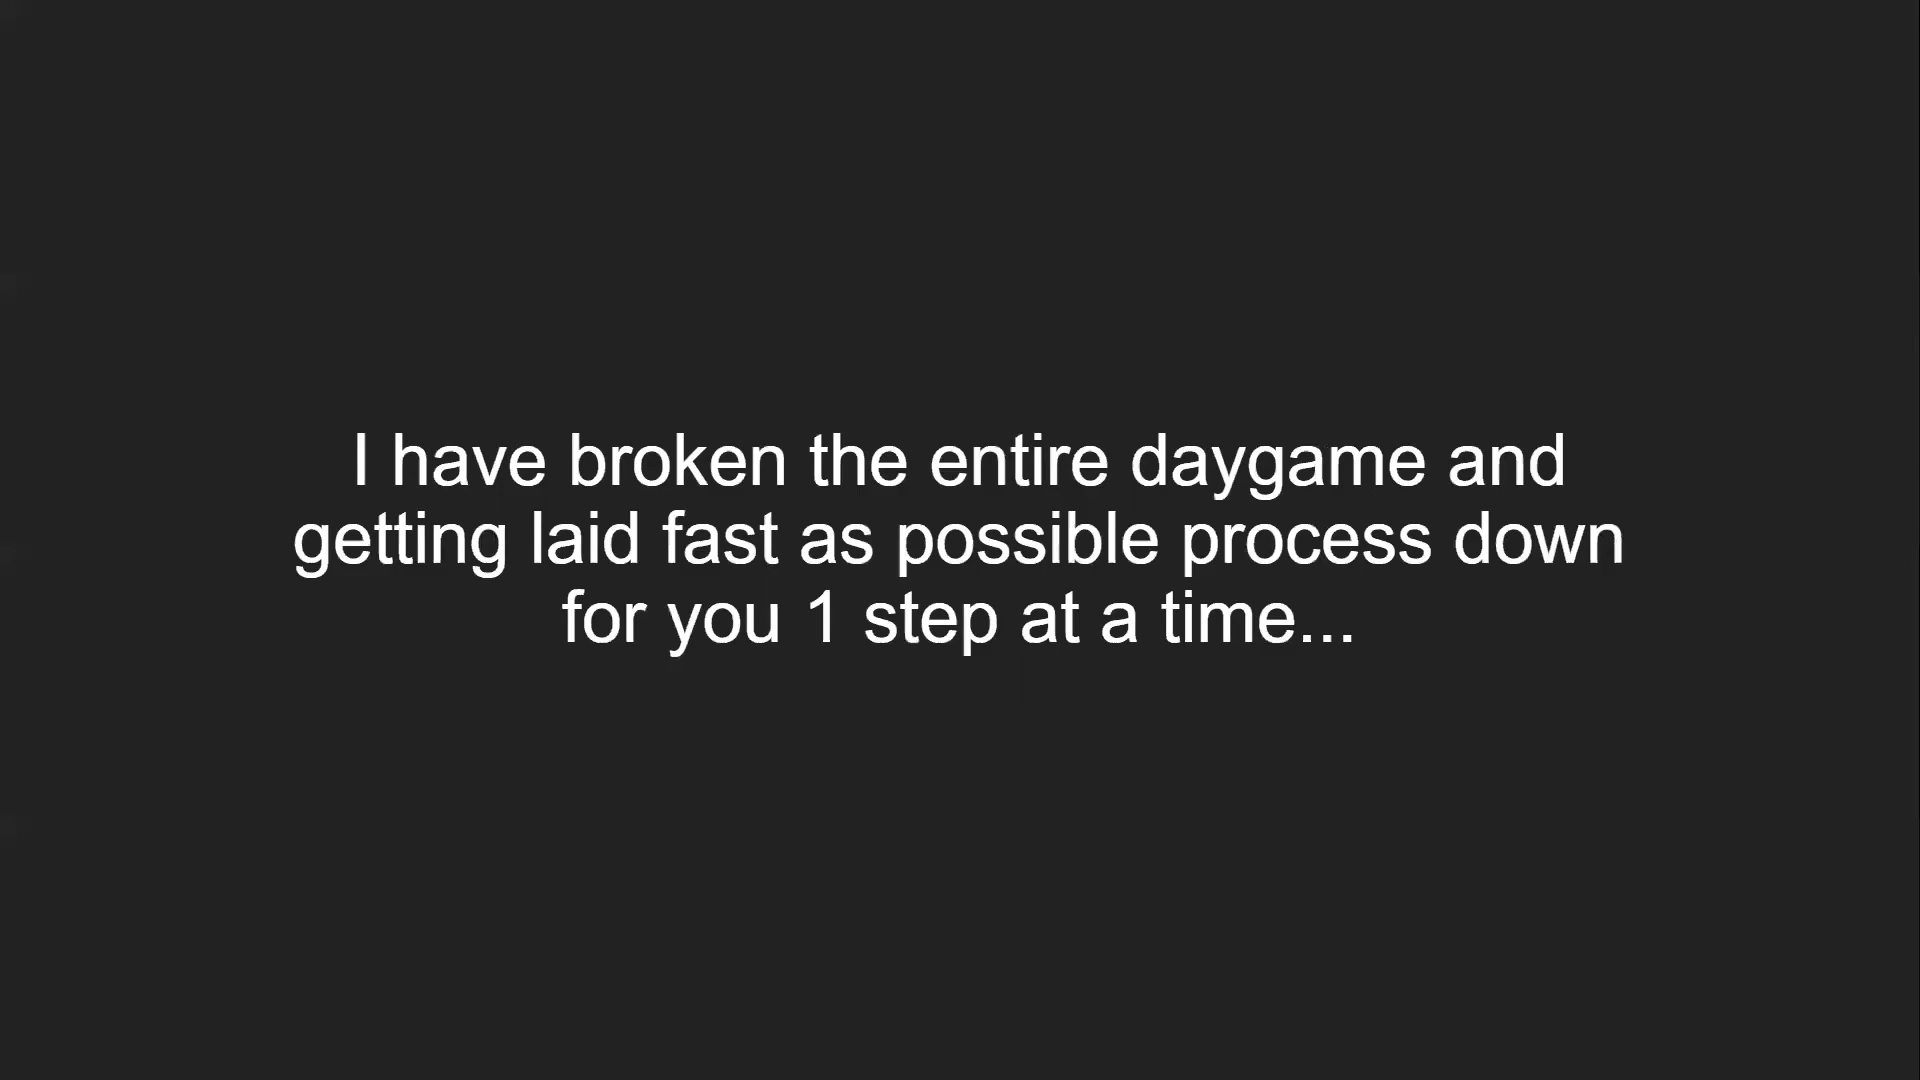 I have broken the entire daygame and
getting laid fast as possible process down
for you 1 step at a time...